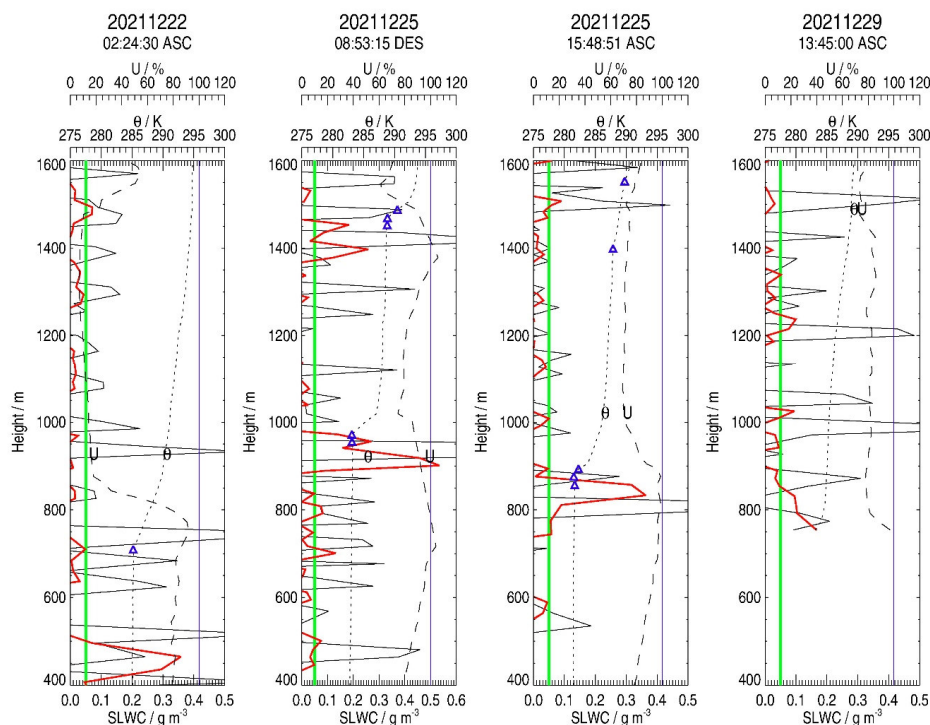 20211222
02:24:30 ASC
U / %
0 20 40 60 80 100 120
θ / K
275 278 281 285 288 291 295 296 300
Height / m
1600
1400
1200
1000
800
600
400
U θ
0.0 0.1 0.2 0.3 0.4 0.5
SLWC / g m-3
20211225
08:53:15 DES
U / %
0 20 40 60 80 100 120
θ / K
275 280 285 290 295 300
Height / m
1600
1400
1200
1000
800
600
400
θ U
0.0 0.1 0.2 0.3 0.4 0.5 0.6
SLWC / g m-3
20211225
15:48:51 ASC
U / %
0 20 40 60 80 100 120
θ / K
275 280 285 290 295 300
Height / m
1600
1400
1200
1000
800
600
400
θ U
0.0 0.1 0.2 0.3 0.4 0.5
SLWC / g m-3
20211229
13:45:00 ASC
U / %
0 20 40 60 80 100 120
θ / K
275 280 285 290 295 300
Height / m
1600
1400
1200
1000
800
600
400
θU
0.0 0.1 0.2 0.3 0.4 0.5
SLWC / g m-3